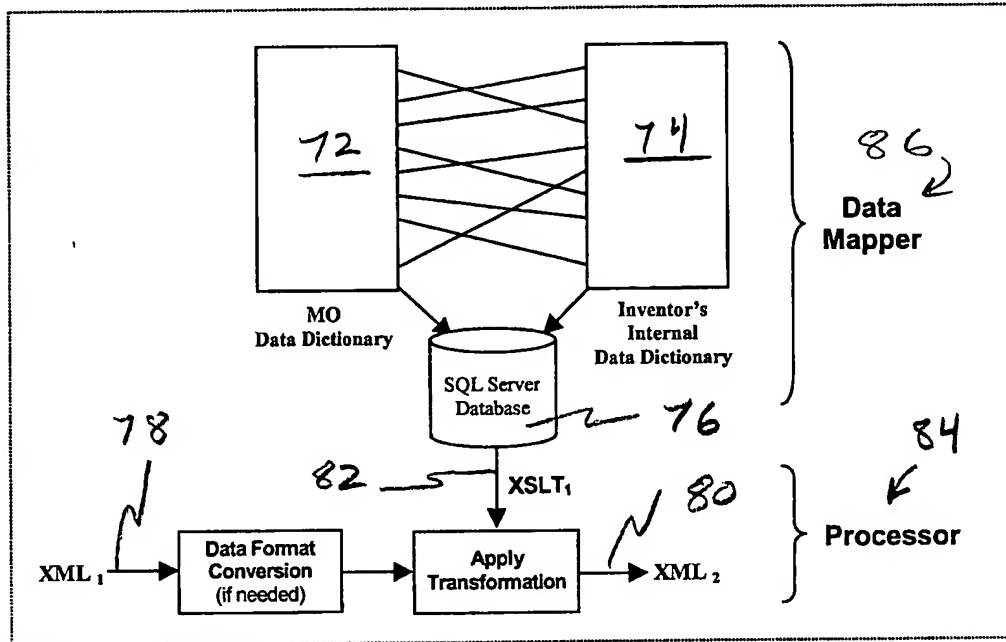 72
74
86
Data
Mapper
MO
Data Dictionary
Inventor's
Internal
Data Dictionary
SQL Server
Database
76
78
82
XSLT₁
80
84
Processor
XML ₁
Data Format
Conversion
(if needed)
Apply
Transformation
XML ₂